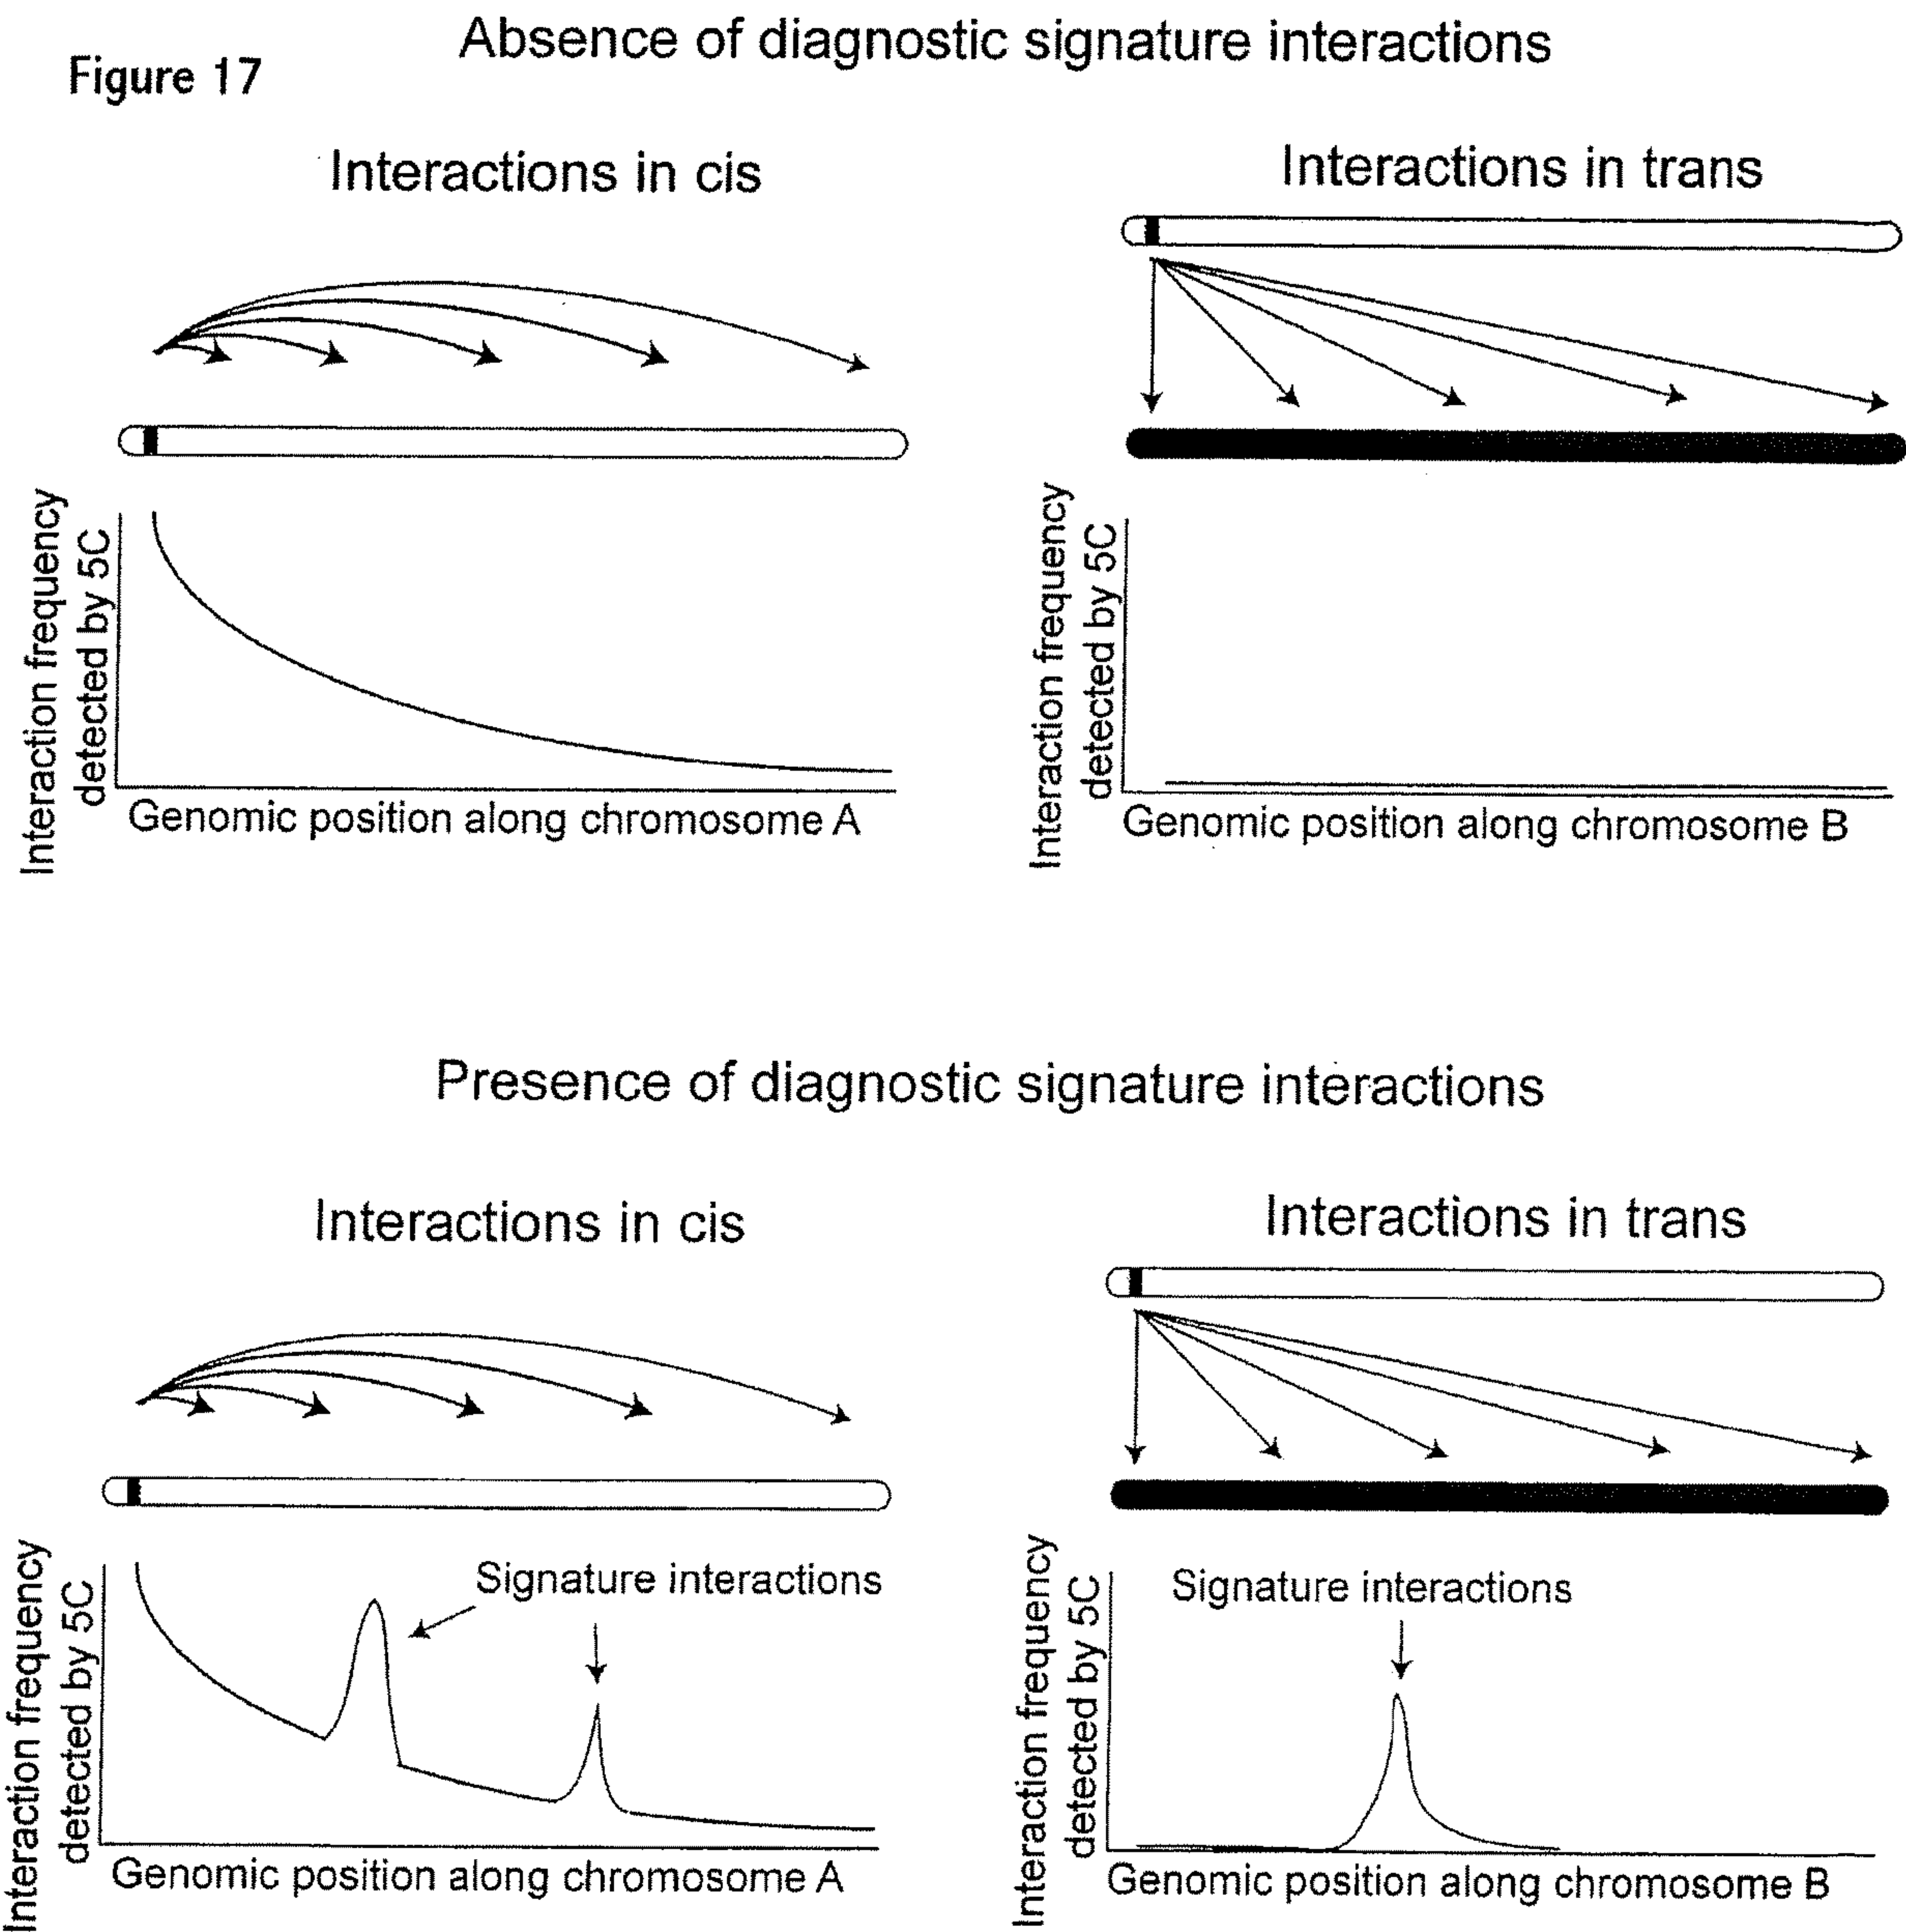 Absence of diagnostic signature interactions
Figure 17
Interactions in cis
Interactions in trans
Interaction frequency
detected by 5C
Genomic position along chromosome A
Interaction frequency
detected by 5C
Genomic position along chromosome B
Presence of diagnostic signature interactions
Interactions in cis
Interactions in trans
Interaction frequency
detected by 5C
Signature interactions
Genomic position along chromosome A
Interaction frequency
detected by 5C
Signature interactions
Genomic position along chromosome B